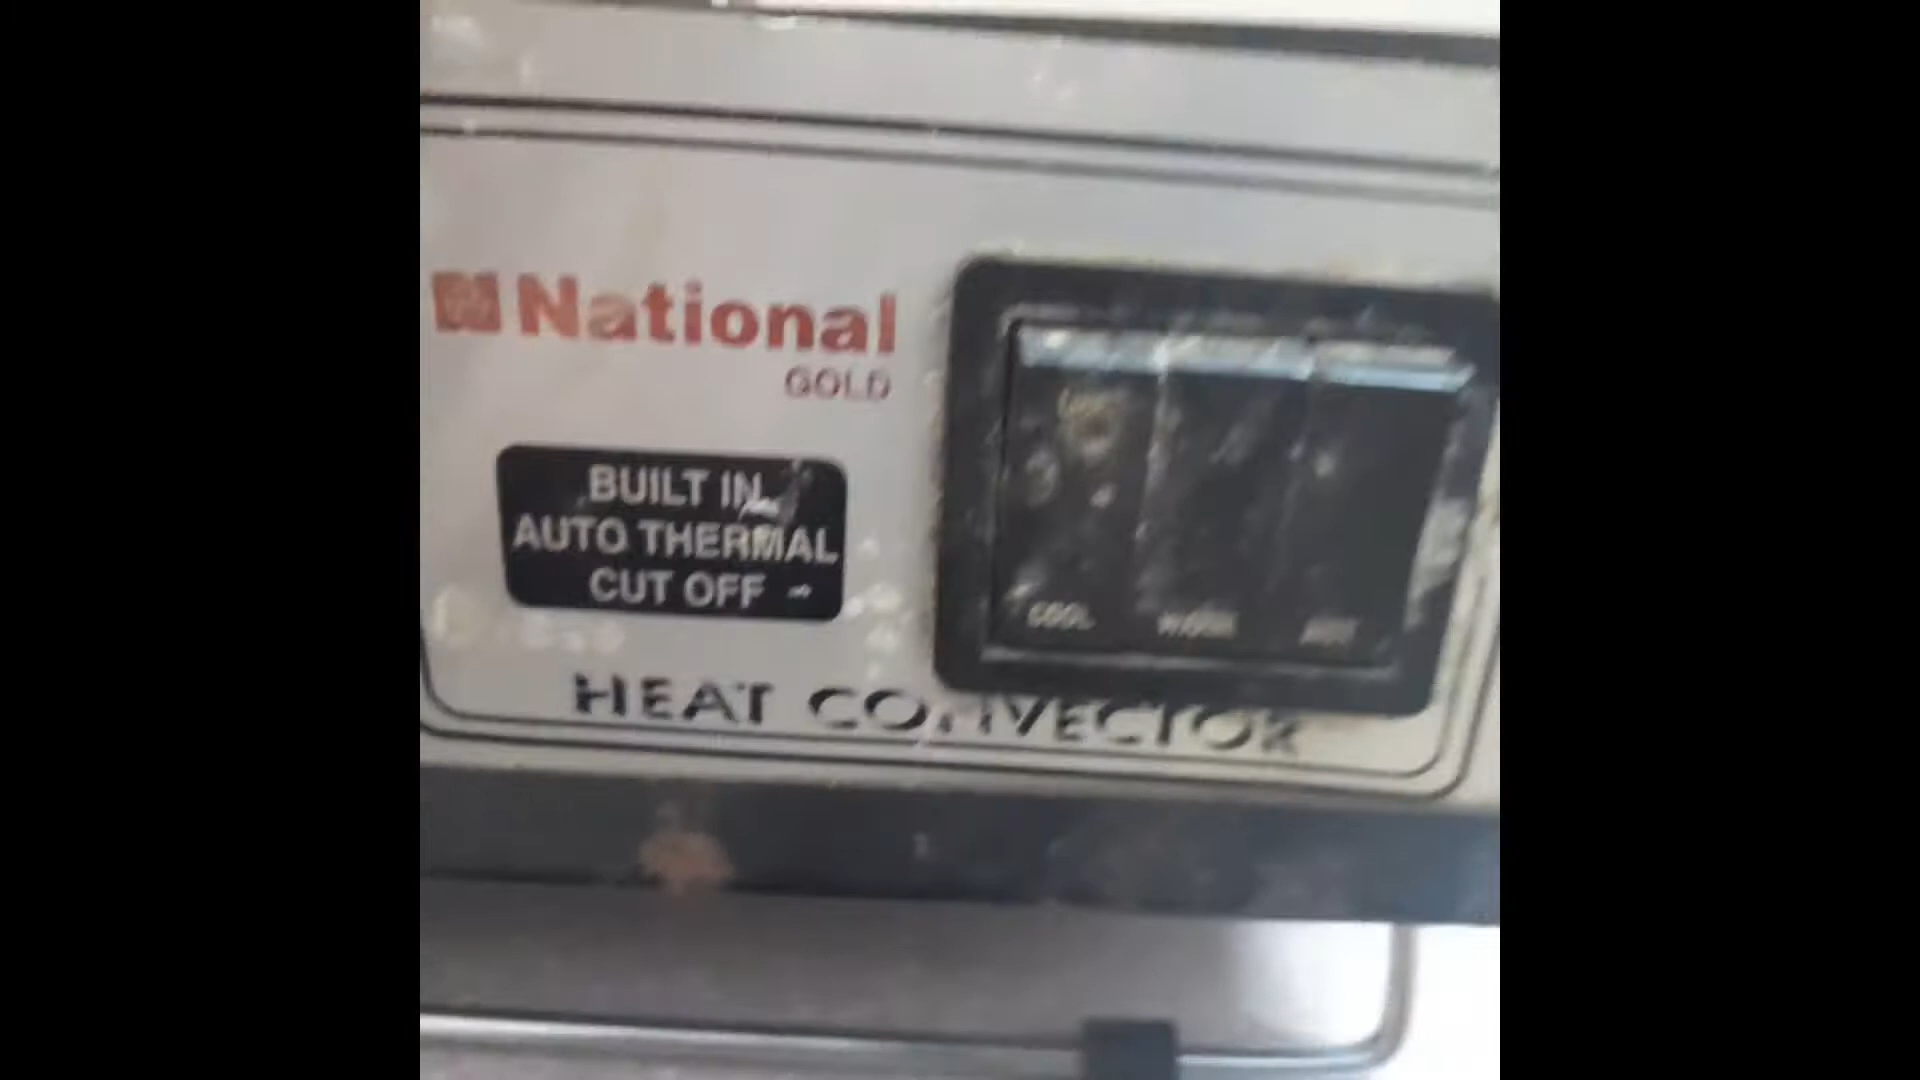 National
GOLD
BUILT IN
AUTO THERMAL
CUT OFF
COOL
HEAT CONVECTOR